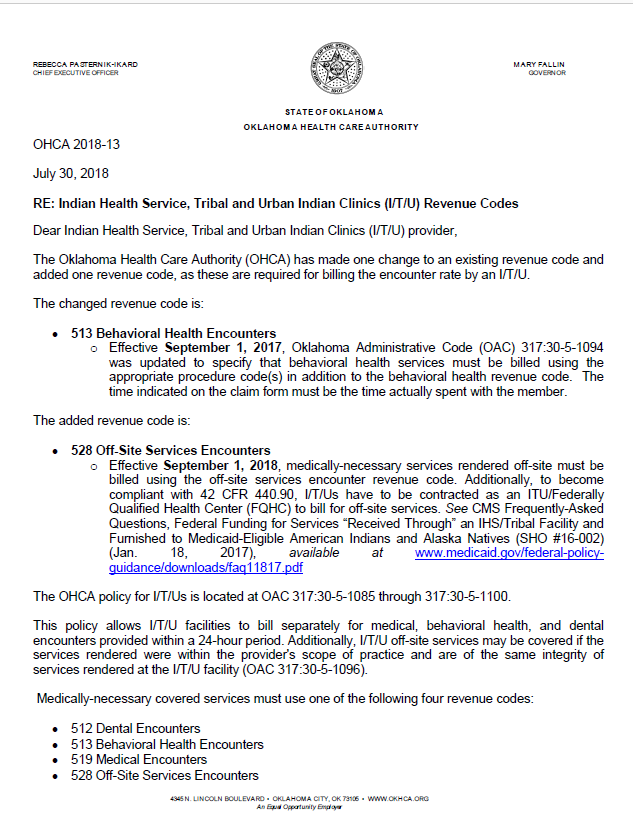 REBECCA PASTERNIK-IKARD
CHIEF EXECUTIVE OFFICER
MARY FALLIN
GOVERNOR
STATE OF OKLAHOMA
OKLAHOMA HEALTH CARE AUTHORITY
OHCA 2018-13
July 30, 2018
RE: Indian Health Service, Tribal and Urban Indian Clinics (I/T/U) Revenue Codes
Dear Indian Health Service, Tribal and Urban Indian Clinics (I/T/U) provider,
The Oklahoma Health Care Authority (OHCA) has made one change to an existing revenue code and
added one revenue code, as these are required for billing the encounter rate by an I/T/U.
The changed revenue code is:
• 513 Behavioral Health Encounters
o Effective September 1, 2017, Oklahoma Administrative Code (OAC) 317:30-5-1094
was updated to specify that behavioral health services must be billed using the
appropriate procedure code(s) in addition to the behavioral health revenue code. The
time indicated on the claim form must be the time actually spent with the member.
The added revenue code is:
• 528 Off-Site Services Encounters
o Effective September 1, 2018, medically-necessary services rendered off-site must be
billed using the off-site services encounter revenue code. Additionally, to become
compliant with 42 CFR 440.90, I/T/Us have to be contracted as an ITU/Federally
Qualified Health Center (FQHC) to bill for off-site services. See CMS Frequently-Asked
Questions, Federal Funding for Services “Received Through” an IHS/Tribal Facility and
Furnished to Medicaid-Eligible American Indians and Alaska Natives (SHO #16-002)
(Jan. 18, 2017), available at www.medicaid.gov/federal-policy-
guidance/downloads/faq11817.pdf
The OHCA policy for I/T/Us is located at OAC 317:30-5-1085 through 317:30-5-1100.
This policy allows I/T/U facilities to bill separately for medical, behavioral health, and dental
encounters provided within a 24-hour period. Additionally, I/T/U off-site services may be covered if the
services rendered were within the provider's scope of practice and are of the same integrity of
services rendered at the I/T/U facility (OAC 317:30-5-1096).
Medically-necessary covered services must use one of the following four revenue codes:
• 512 Dental Encounters
• 513 Behavioral Health Encounters
• 519 Medical Encounters
• 528 Off-Site Services Encounters
4345 N. LINCOLN BOULEVARD • OKLAHOMA CITY, OK 73105 • WWW.OKHCA.ORG
An Equal Opportunity Employer